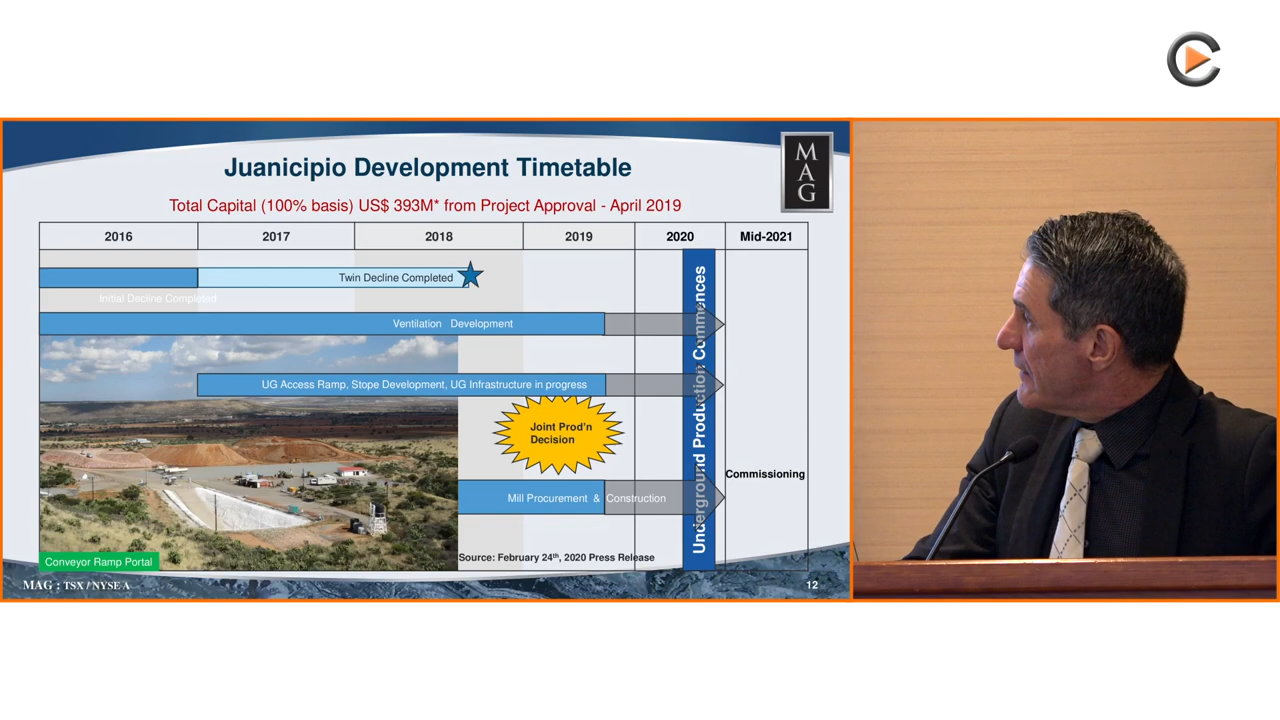 Juanicipio Development Timetable
M
A
G
Total Capital (100% basis) US$ 393M* from Project Approval - April 2019
2016 2017 2018 2019 2020 Mid-2021
Twin Decline Completed
Initial Decline Completed
Ventilation Development
UG Access Ramp, Stope Development, UG Infrastructure in progress
Joint Prod'n
Decision
Underground Production Commences
Commissioning
Mill Procurement & Construction
Source: February 24th, 2020 Press Release
Conveyor Ramp Portal
MAG : TSX / NYSE A
12